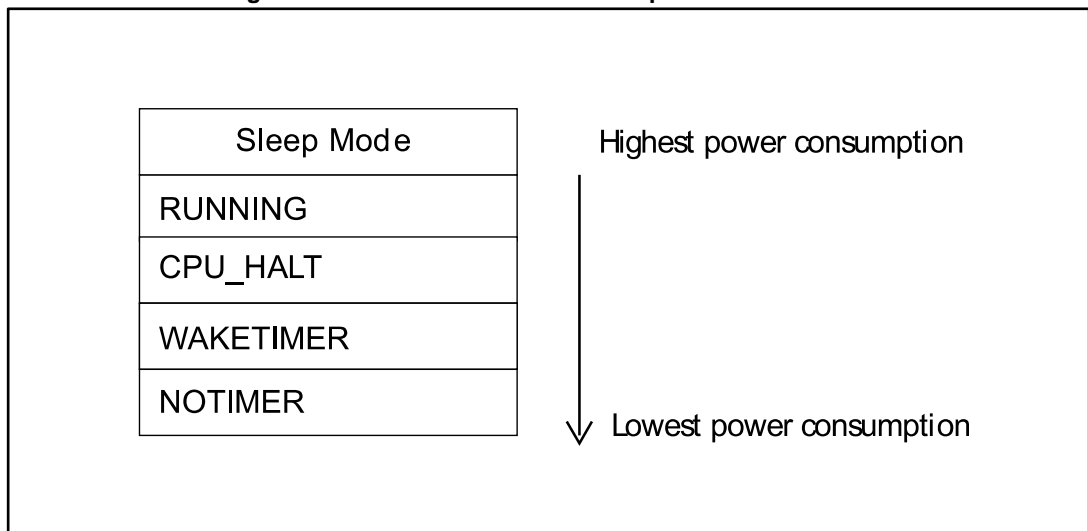 Sleep Mode
Highest power consumption
RUNNING
CPU_HALT
WAKETIMER
NOTIMER
Lowest power consumption